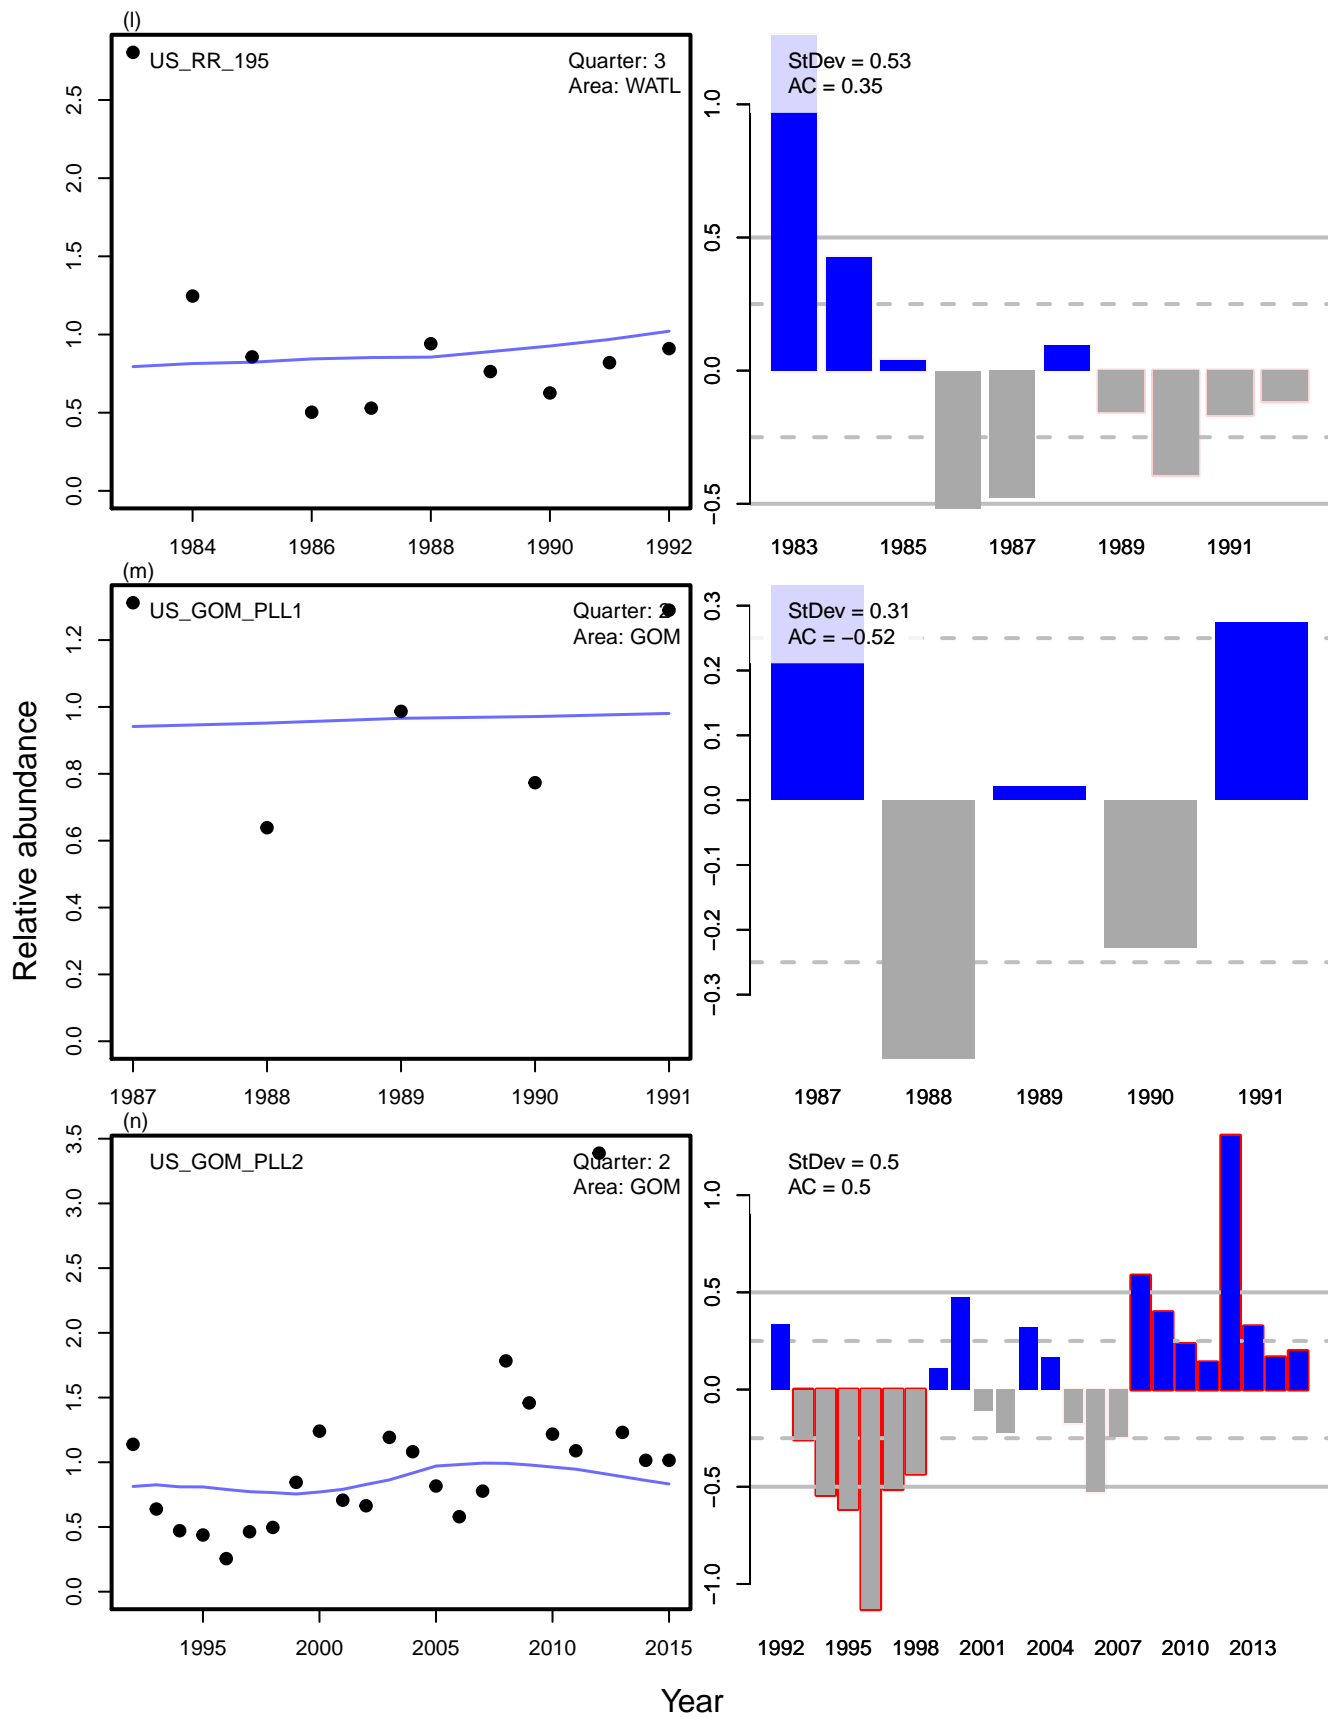 (l)
US_RR_195
Quarter: 3
Area: WATL
StDev = 0.53
AC = 0.35
2.5
2.0
1.5
1.0
0.5
0.0
1984 1986 1988 1990 1992
1.0
0.5
0.0
−0.5
1983 1985 1987 1989 1991
(m)
US_GOM_PLL1
Quarter: 2
Area: GOM
StDev = 0.31
AC = −0.52
1.2
1.0
0.8
0.6
0.4
0.2
0.0
1987 1988 1989 1990 1991
0.3
0.2
0.1
0.0
−0.1
−0.2
−0.3
1987 1988 1989 1990 1991
Relative abundance
(n)
US_GOM_PLL2
Quarter: 2
Area: GOM
StDev = 0.5
AC = 0.5
3.5
3.0
2.5
2.0
1.5
1.0
0.5
0.0
1995 2000 2005 2010 2015
1.0
0.5
0.0
−0.5
−1.0
1992 1995 1998 2001 2004 2007 2010 2013
Year